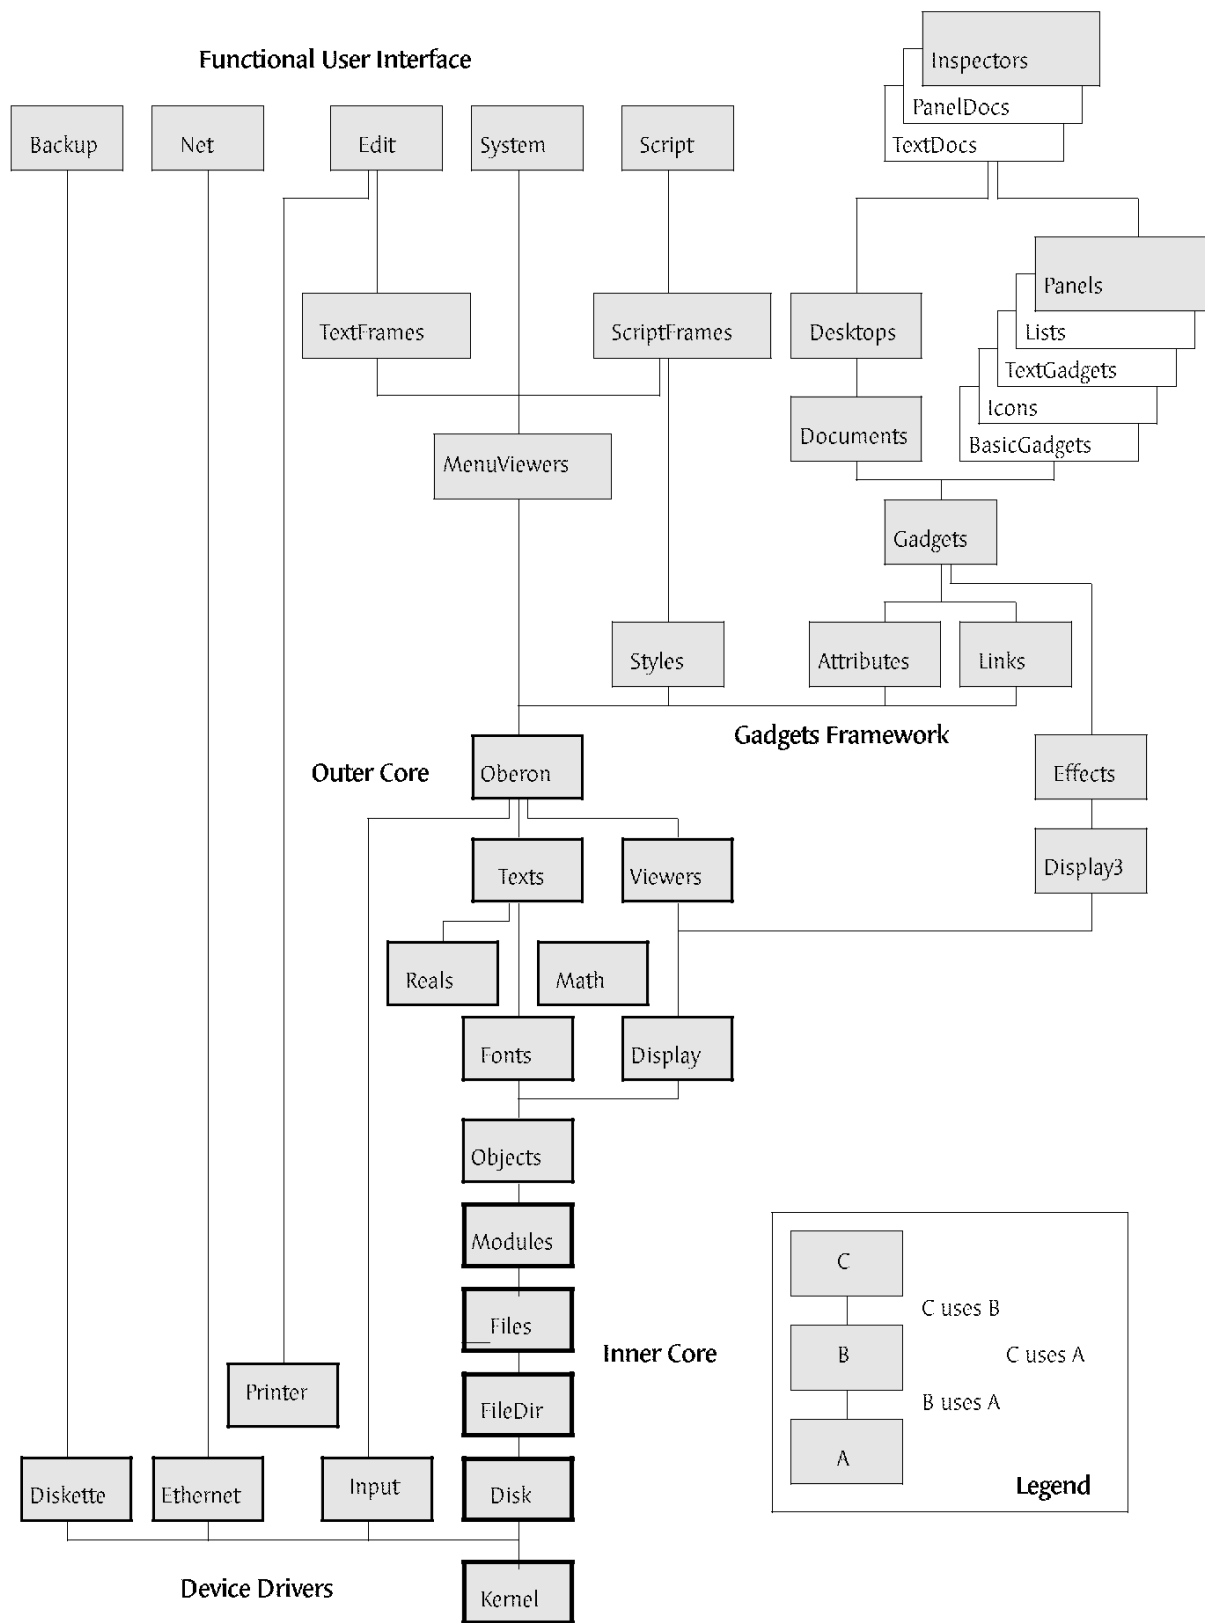 Functional User Interface
Inspectors
PanelDocs
TextDocs
Backup
Net
Edit
System
Script
Panels
Lists
TextGadgets
Icons
BasicGadgets
TextFrames
ScriptFrames
Desktops
Documents
MenuViewers
Gadgets
Styles
Attributes
Links
Gadgets Framework
Outer Core
Oberon
Effects
Texts
Viewers
Display3
Reals
Math
Fonts
Display
Objects
Modules
Files
Inner Core
Printer
FileDir
Diskette
Ethernet
Input
Disk
Device Drivers
Kernel
C
C uses B
B
C uses A
B uses A
A
Legend